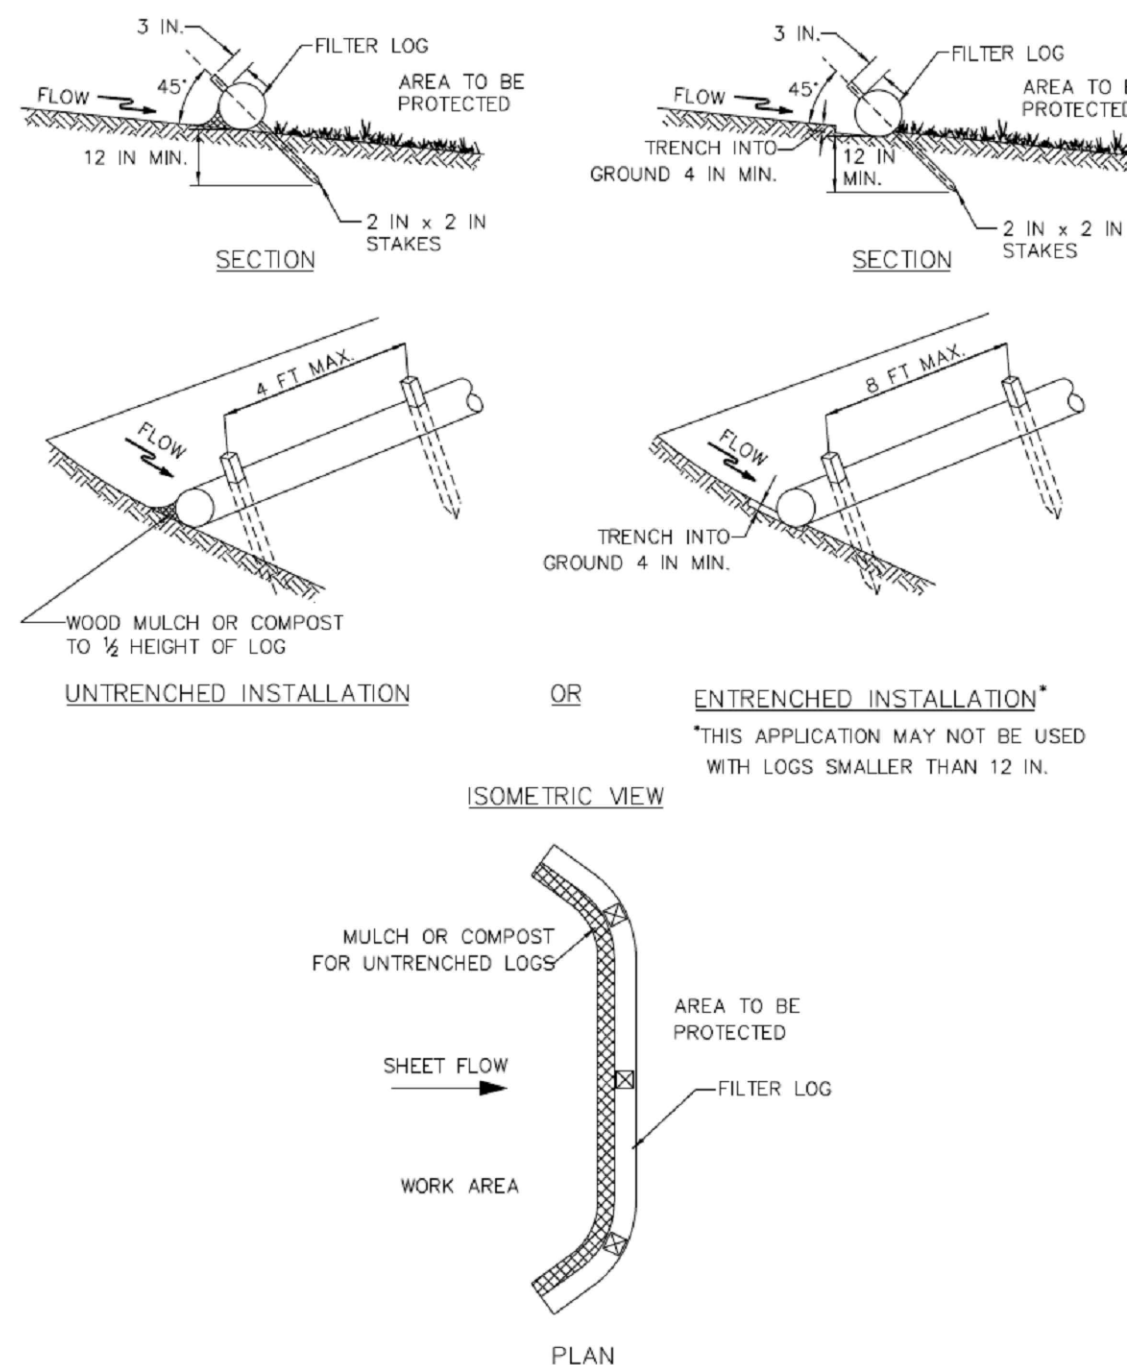 3 IN.
FILTER LOG
45°
AREA TO BE
PROTECTED
FLOW
12 IN MIN.
2 IN x 2 IN
STAKES
SECTION
3 IN.
FILTER LOG
45°
AREA TO B
PROTECTED
FLOW
TRENCH INTO
GROUND 4 IN MIN.
12 IN
MIN.
2 IN x 2 IN
STAKES
SECTION
4 FT MAX.
FLOW
WOOD MULCH OR COMPOST
TO ½ HEIGHT OF LOG
8 FT MAX.
FLOW
TRENCH INTO
GROUND 4 IN MIN.
UNTRENCHED INSTALLATION
OR
ENTRENCHED INSTALLATION*
*THIS APPLICATION MAY NOT BE USED
WITH LOGS SMALLER THAN 12 IN.
ISOMETRIC VIEW
MULCH OR COMPOST
FOR UNTRENCHED LOGS
AREA TO BE
PROTECTED
SHEET FLOW
FILTER LOG
WORK AREA
PLAN